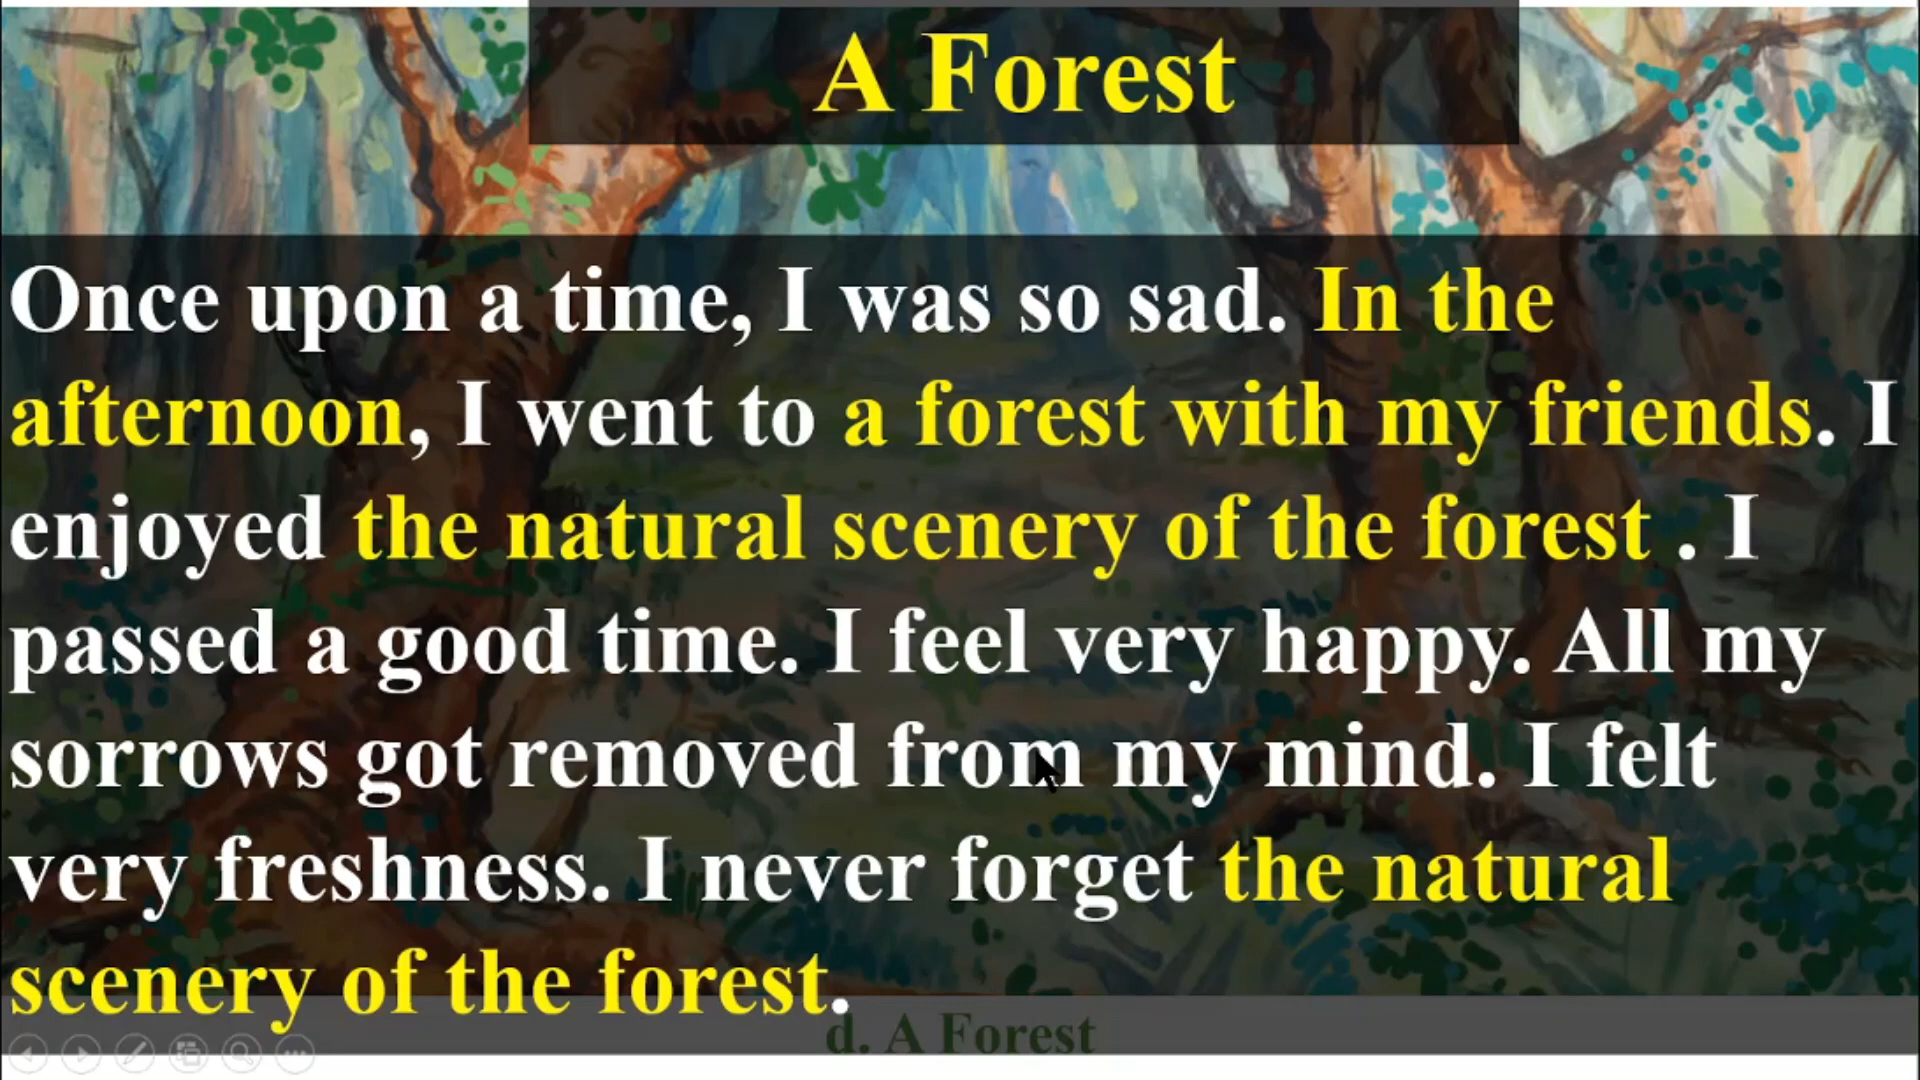 A Forest
Once upon a time, I was so sad. In the
afternoon, I went to a forest with my friends. I
enjoyed the natural scenery of the forest . I
passed a good time. I feel very happy. All my
sorrows got removed from my mind. I felt
very freshness. I never forget the natural
scenery of the forest.
d. A Forest